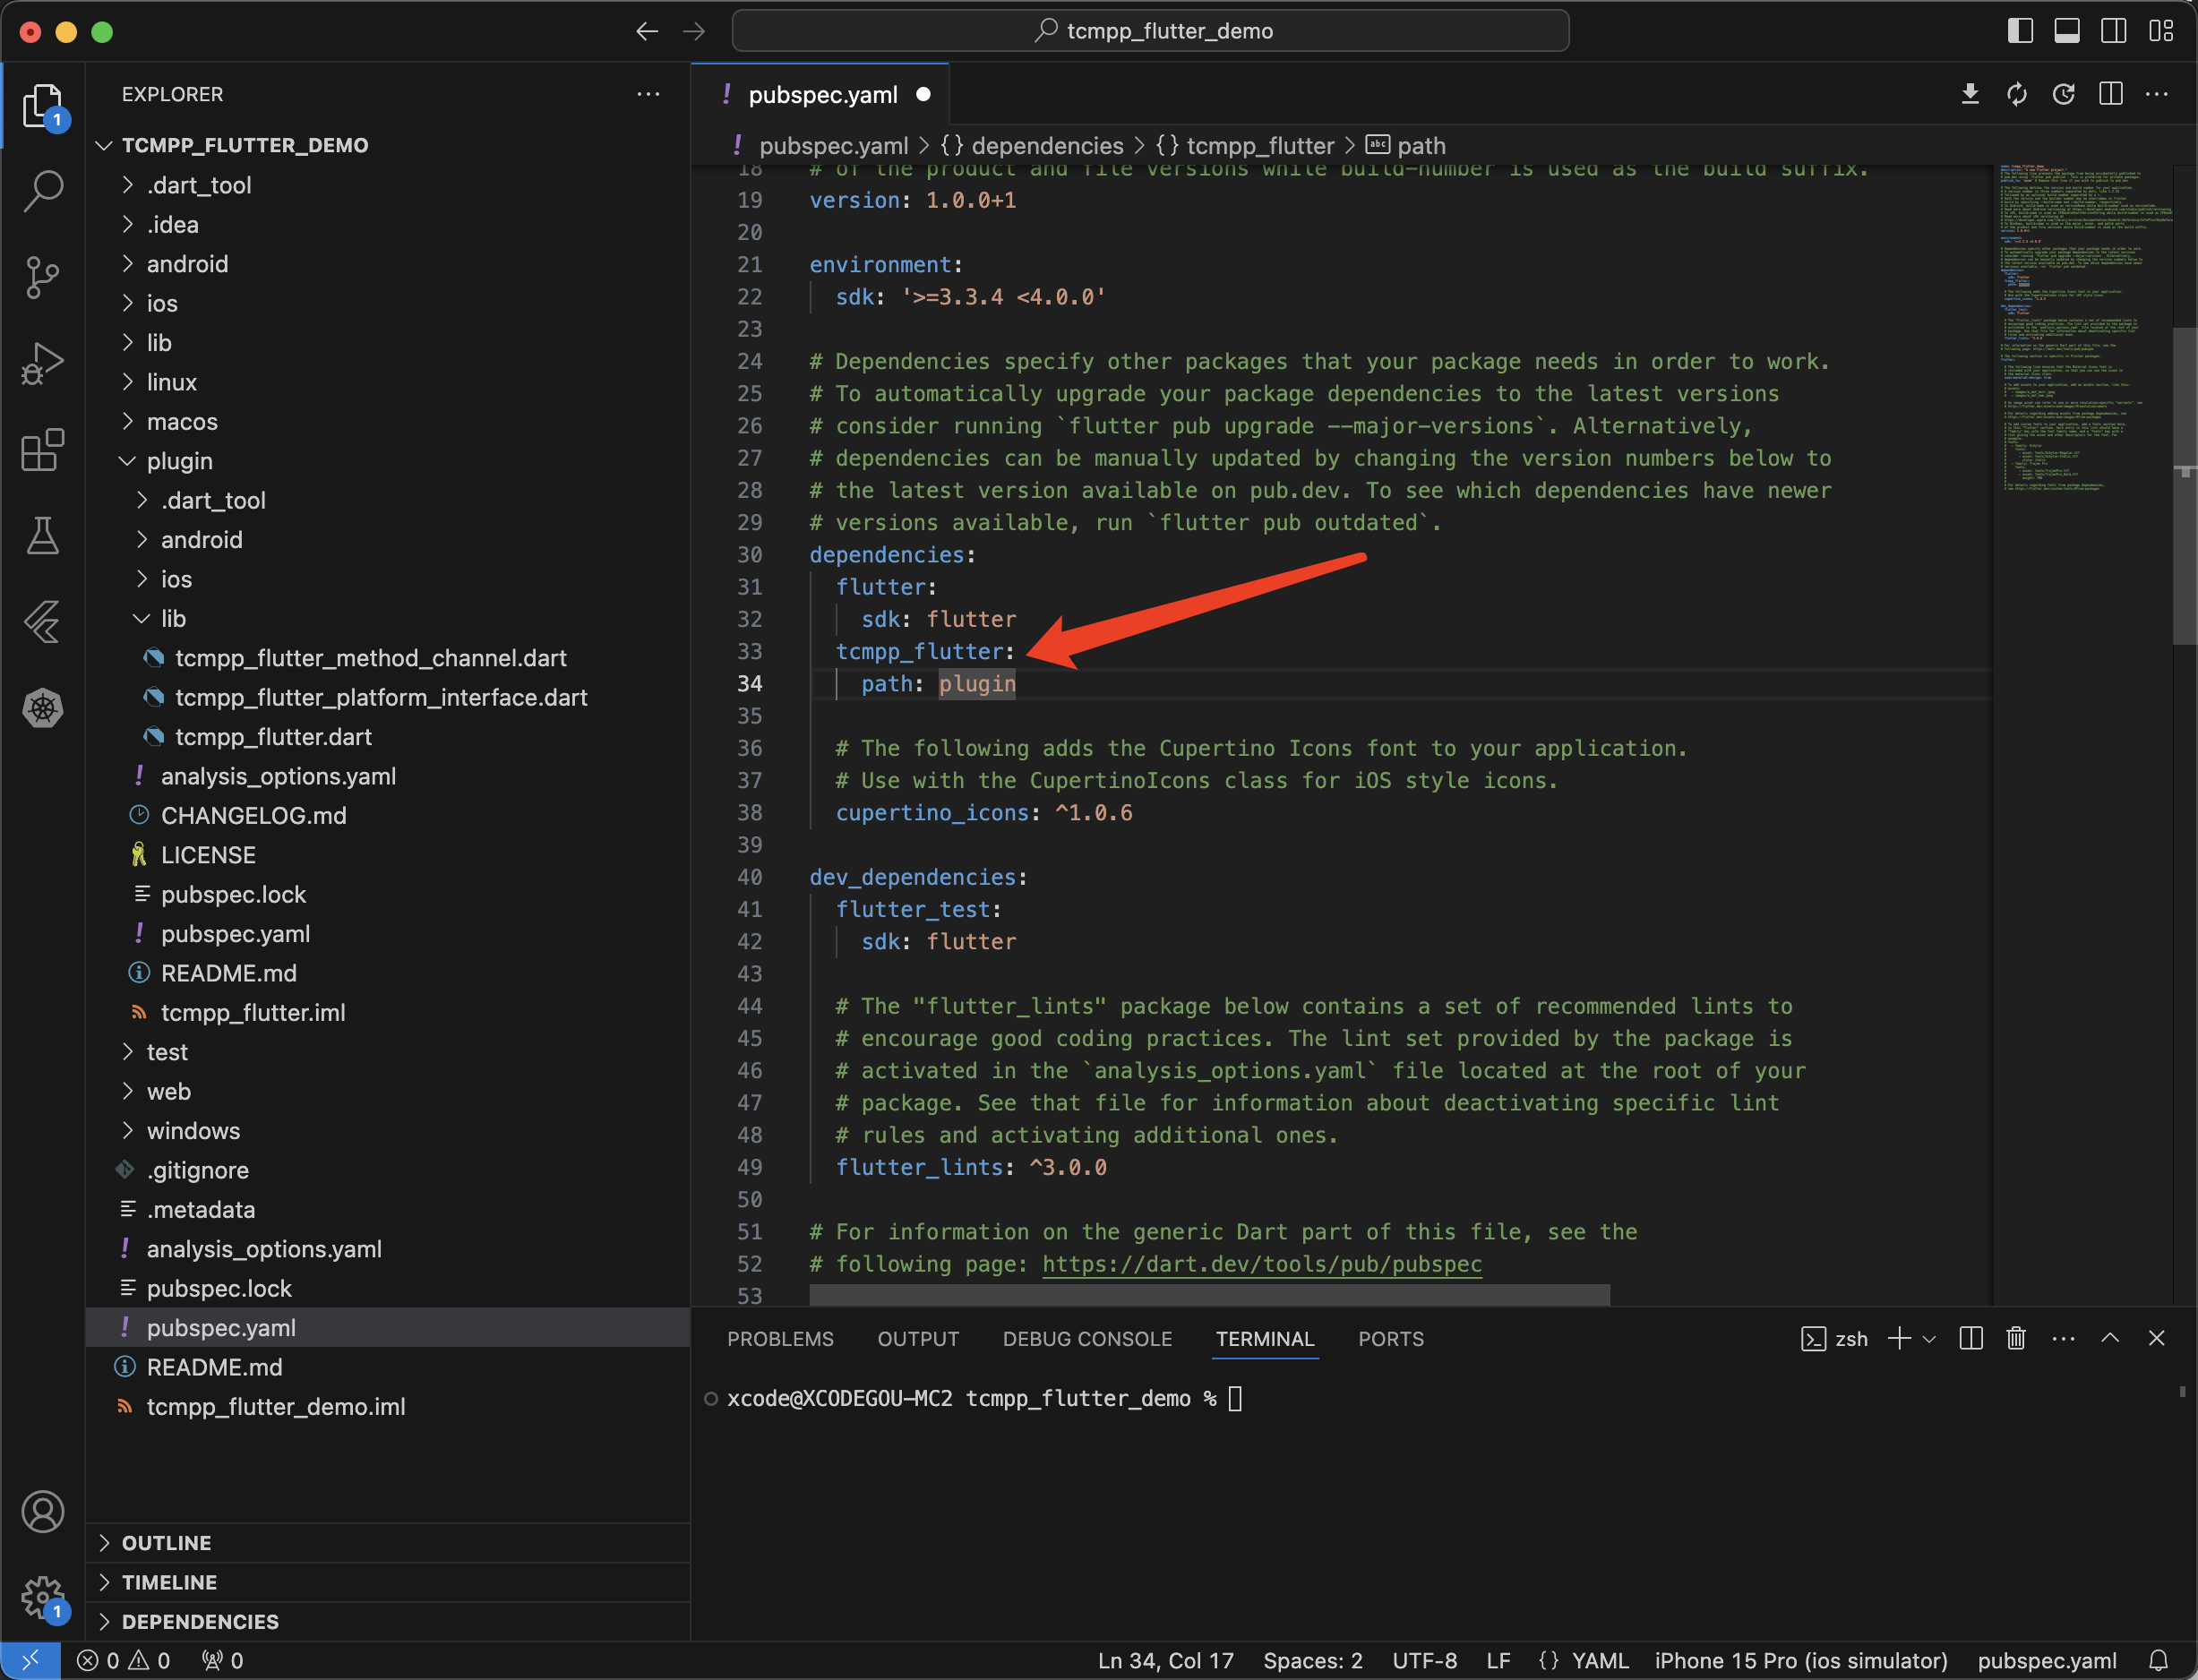 tcmpp_flutter_demo
EXPLORER
pubspec.yaml
1
TCMPP_FLUTTER_DEMO
pubspec.yaml > {} dependencies > {} tcmpp_flutter > abc path
.dart_tool
.idea
android
ios
lib
linux
macos
plugin
.dart_tool
android
ios
lib
tcmpp_flutter_method_channel.dart
tcmpp_flutter_platform_interface.dart
tcmpp_flutter.dart
! analysis_options.yaml
CHANGELOG.md
LICENSE
pubspec.lock
! pubspec.yaml
README.md
tcmpp_flutter.iml
test
web
windows
.gitignore
.metadata
! analysis_options.yaml
pubspec.lock
! pubspec.yaml
README.md
tcmpp_flutter_demo.iml
OUTLINE
TIMELINE
DEPENDENCIES
1
18 # of the product and file versions while build-number is used as the build suffix.
19 version: 1.0.0+1
20
21 environment:
22 sdk: '>=3.3.4 <4.0.0'
23
24 # Dependencies specify other packages that your package needs in order to work.
25 # To automatically upgrade your package dependencies to the latest versions
26 # consider running `flutter pub upgrade --major-versions`. Alternatively,
27 # dependencies can be manually updated by changing the version numbers below to
28 # the latest version available on pub.dev. To see which dependencies have newer
29 # versions available, run `flutter pub outdated`.
30 dependencies:
31 flutter:
32 sdk: flutter
33 tcmpp_flutter:
34 path: plugin
35
36 # The following adds the Cupertino Icons font to your application.
37 # Use with the CupertinoIcons class for iOS style icons.
38 cupertino_icons: ^1.0.6
39
40 dev_dependencies:
41 flutter_test:
42 sdk: flutter
43
44 # The "flutter_lints" package below contains a set of recommended lints to
45 # encourage good coding practices. The lint set provided by the package is
46 # activated in the `analysis_options.yaml` file located at the root of your
47 # package. See that file for information about deactivating specific lint
48 # rules and activating additional ones.
49 flutter_lints: ^3.0.0
50
51 # For information on the generic Dart part of this file, see the
52 # following page: https://dart.dev/tools/pub/pubspec
53
PROBLEMS OUTPUT DEBUG CONSOLE TERMINAL PORTS zsh
xcode@XCODEGOU-MC2 tcmpp_flutter_demo %
0 0 0 Ln 34, Col 17 Spaces: 2 UTF-8 LF {} YAML iPhone 15 Pro (ios simulator) pubspec.yaml